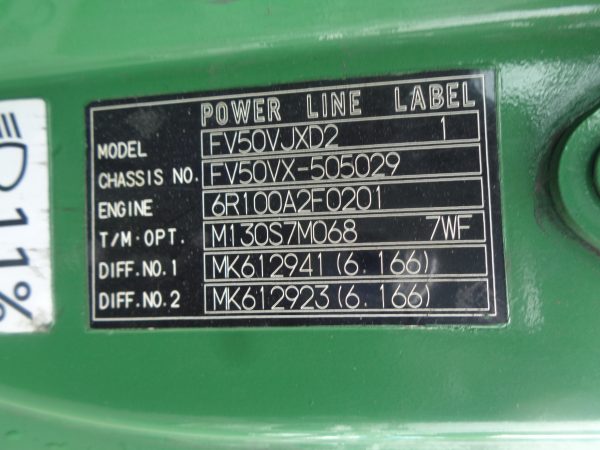 POWER LINE LABEL
MODEL FV50VJXD2 1
CHASSIS NO. FV50VX-505029
ENGINE 6R100A2F0201
T/M·OPT. M130S7M068 7WF
DIFF.NO.1 MK612941(6.166)
DIFF.NO.2 MK612923(6.166)
11%